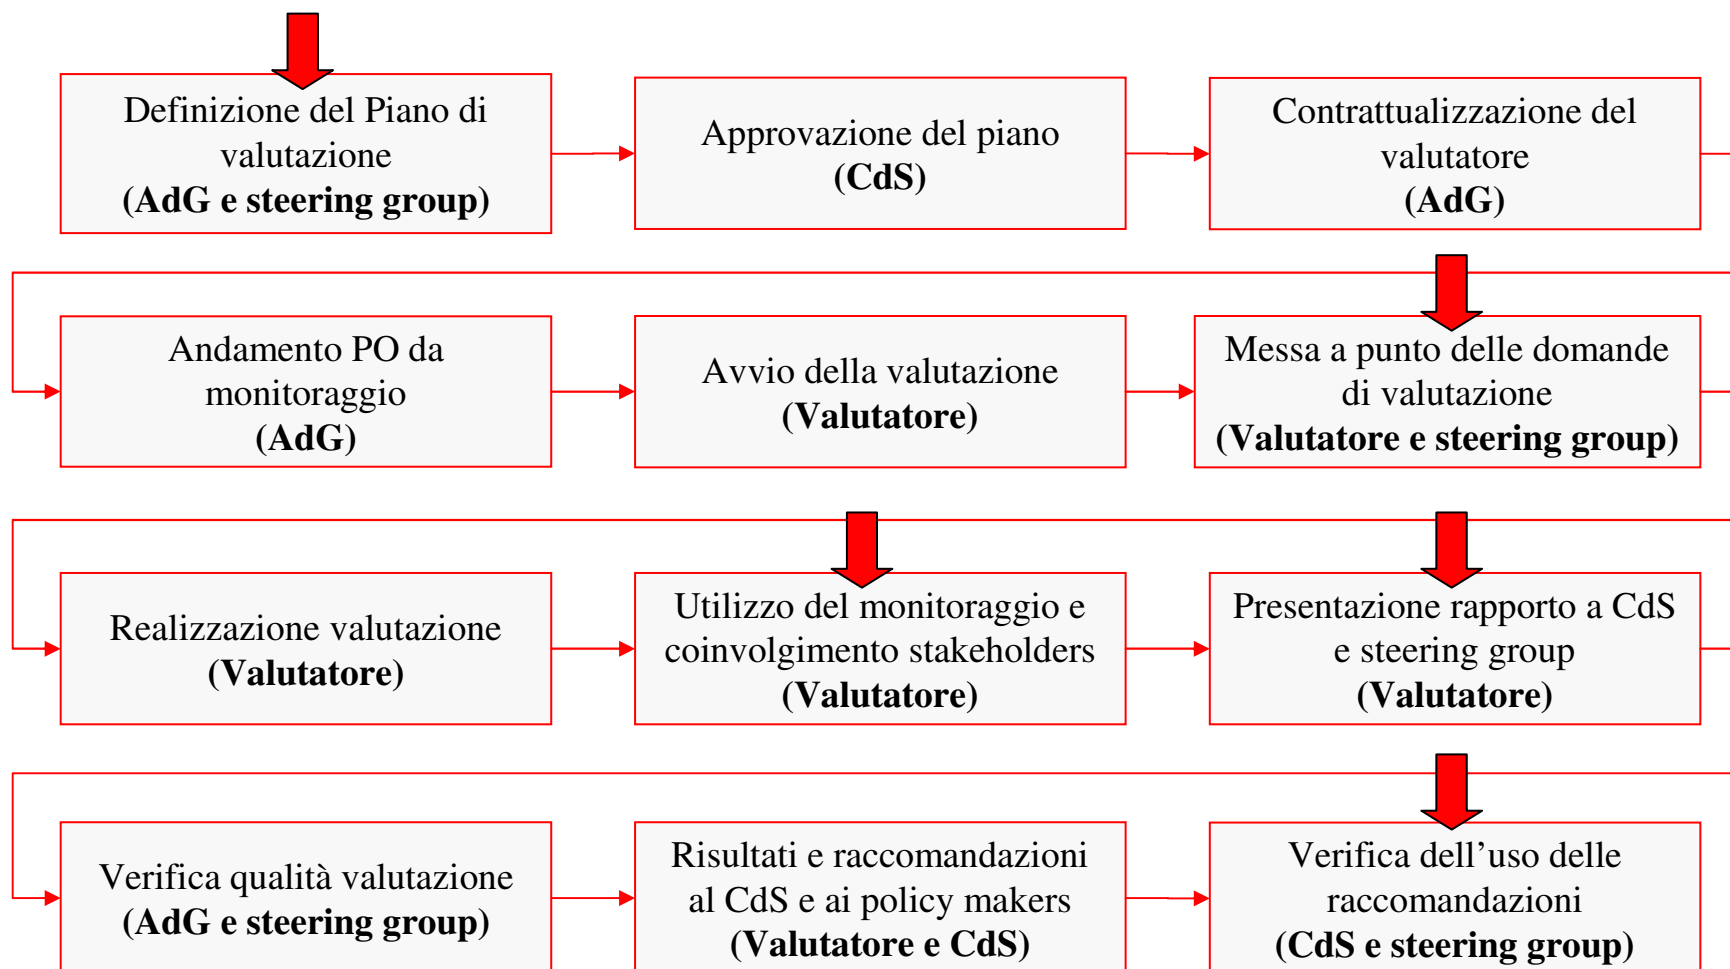 Definizione del Piano di
valutazione
(AdG e steering group)
Approvazione del piano
(CdS)
Contrattualizzazione del
valutatore
(AdG)
Andamento PO da
monitoraggio
(AdG)
Avvio della valutazione
(Valutatore)
Messa a punto delle domande
di valutazione
(Valutatore e steering group)
Realizzazione valutazione
(Valutatore)
Utilizzo del monitoraggio e
coinvolgimento stakeholders
(Valutatore)
Presentazione rapporto a CdS
e steering group
(Valutatore)
Verifica qualità valutazione
(AdG e steering group)
Risultati e raccomandazioni
al CdS e ai policy makers
(Valutatore e CdS)
Verifica dell’uso delle
raccomandazioni
(CdS e steering group)